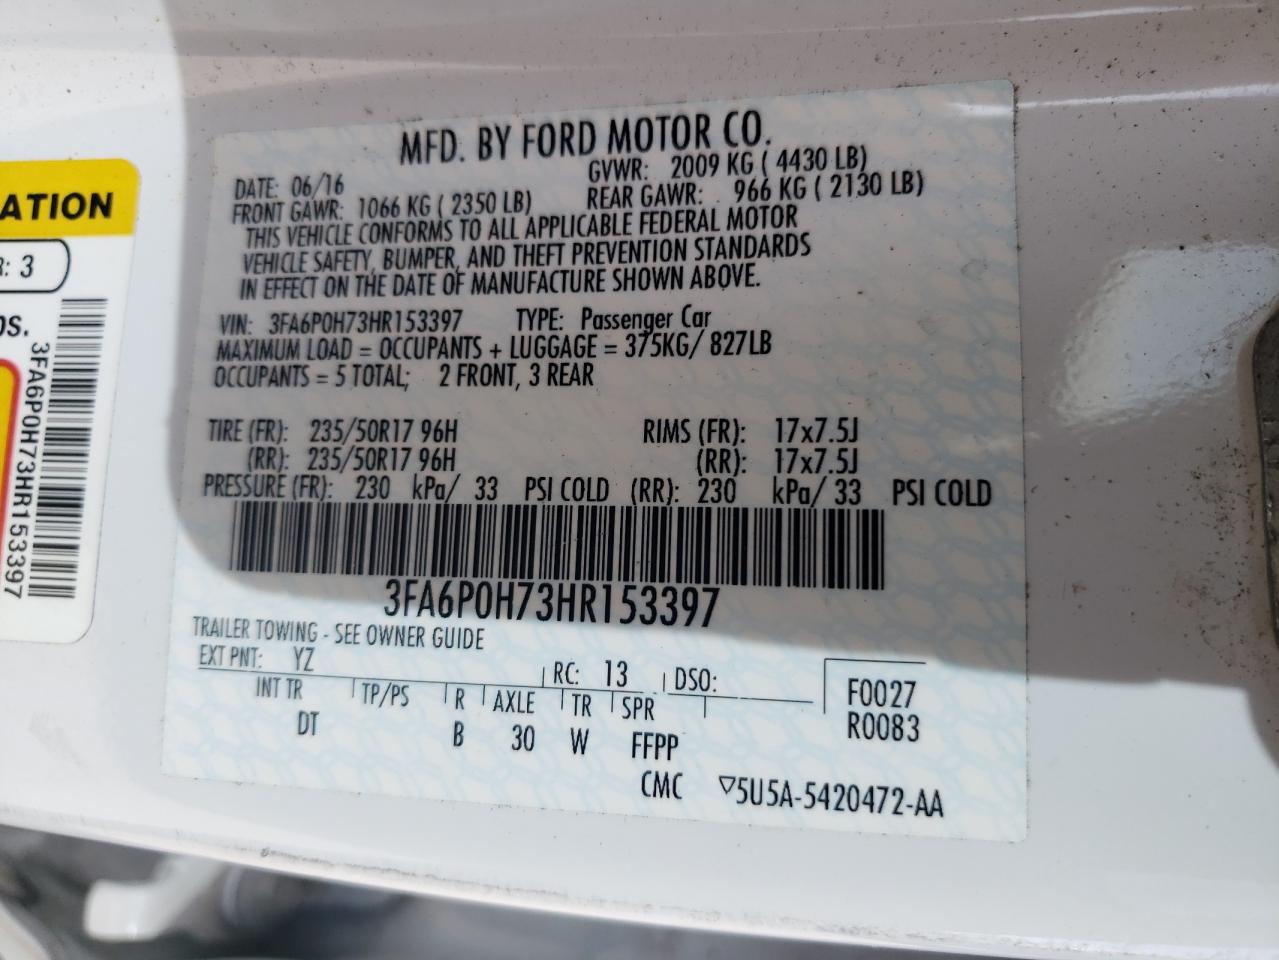 MFD. BY FORD MOTOR CO.
DATE: 06/16 GVWR: 2009 KG ( 4430 LB)
FRONT GAWR: 1066 KG ( 2350 LB) REAR GAWR: 966 KG ( 2130 LB)
THIS VEHICLE CONFORMS TO ALL APPLICABLE FEDERAL MOTOR
VEHICLE SAFETY, BUMPER, AND THEFT PREVENTION STANDARDS
IN EFFECT ON THE DATE OF MANUFACTURE SHOWN ABOVE.
VIN: 3FA6P0H73HR153397 TYPE: Passenger Car
MAXIMUM LOAD = OCCUPANTS + LUGGAGE = 375KG/ 827LB
OCCUPANTS = 5 TOTAL; 2 FRONT, 3 REAR
TIRE (FR): 235/50R17 96H RIMS (FR): 17x7.5J
(RR): 235/50R17 96H (RR): 17x7.5J
PRESSURE (FR): 230 kPa/ 33 PSI COLD (RR): 230 kPa/ 33 PSI COLD
3FA6P0H73HR153397
TRAILER TOWING - SEE OWNER GUIDE
EXT PNT: YZ RC: 13 DSO:
INT TR TP/PS R AXLE TR SPR
DT B 30 W FFPP
CMC ▽5U5A-5420472-AA
F0027
R0083
ATION
R: 3
DS.
3FA6P0H73HR153397